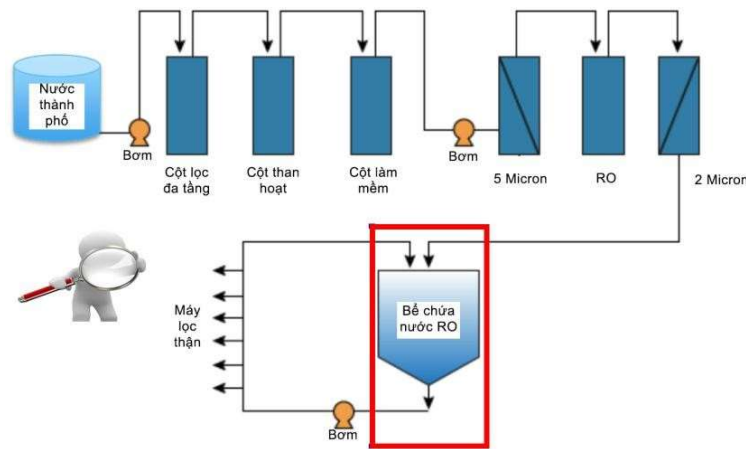 Nước
thành
phố
Bơm
Cột lọc
đa tầng
Cột than
hoạt
Cột làm
mềm
Bơm
5 Micron
RO
2 Micron
Máy
lọc
thận
Bể chứa
nước RO
Bơm